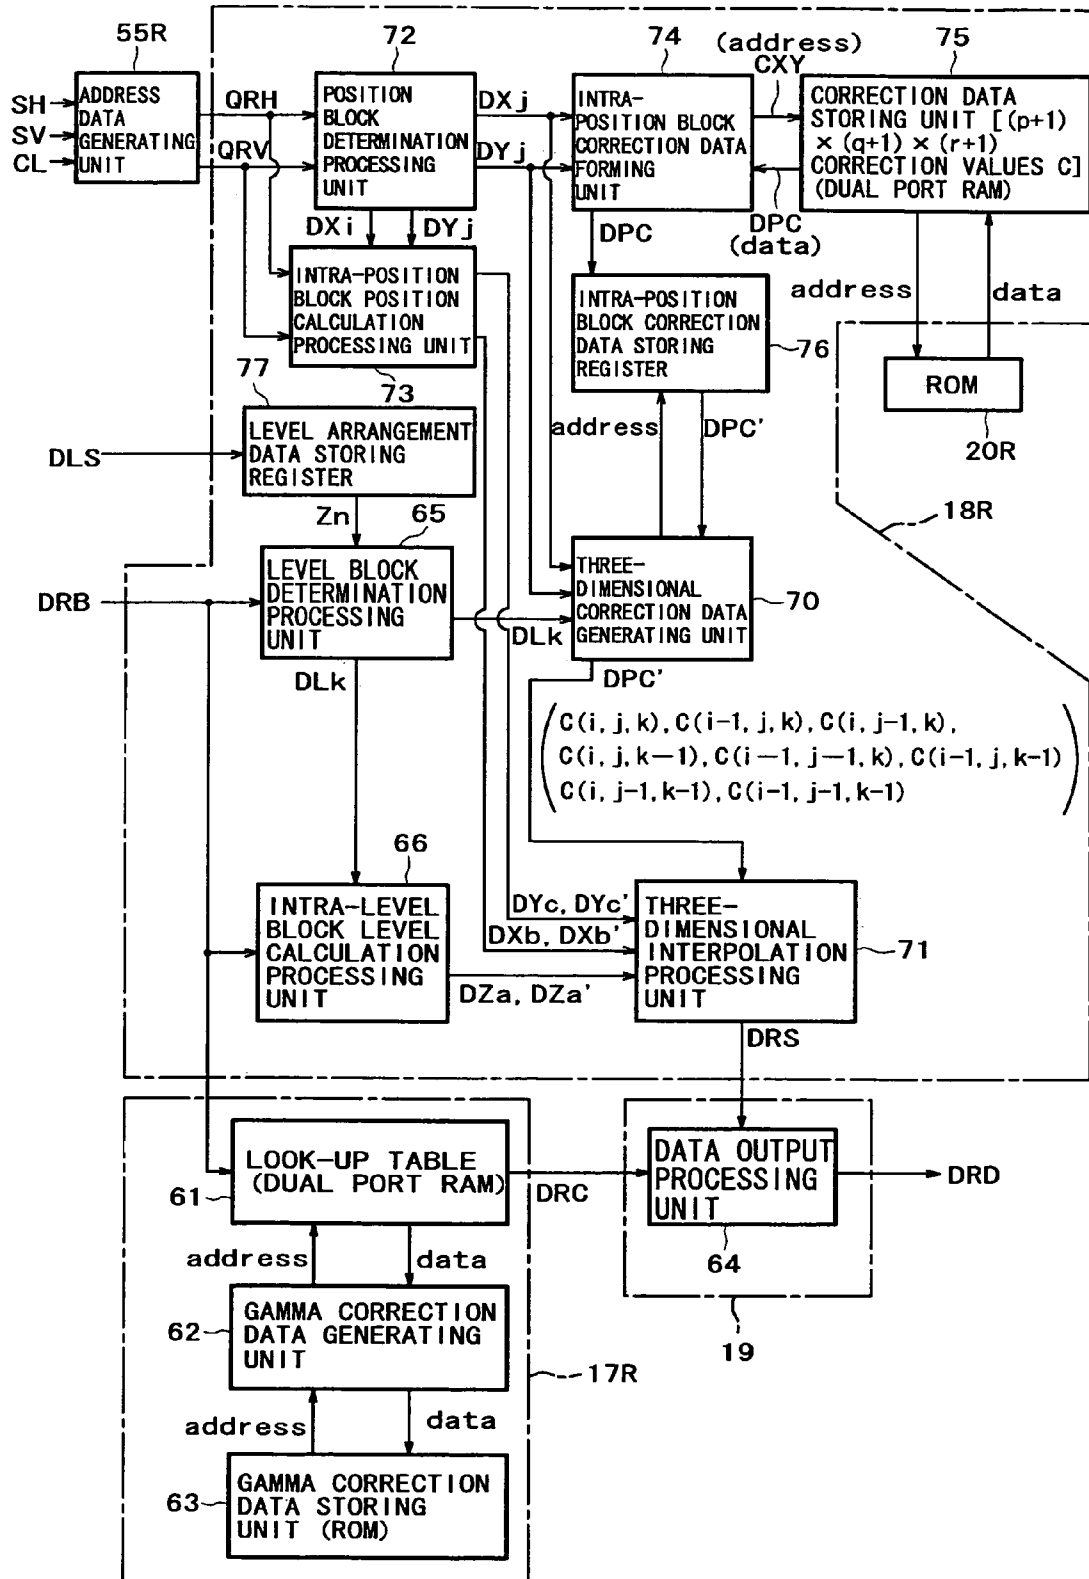 55R
72
74
(address)
CXY
75
SH
SV
CL
ADDRESS
DATA
GENERATING
UNIT
QRH
QRV
POSITION
BLOCK
DETERMINATION
PROCESSING
UNIT
DXj
DYj
INTRA-
POSITION BLOCK
CORRECTION DATA
FORMING
UNIT
CORRECTION DATA
STORING UNIT [(p+1)
×(q+1)×(r+1)
CORRECTION VALUES C]
(DUAL PORT RAM)
DPC
(data)
DXi
DYj
DPC
INTRA-POSITION
BLOCK POSITION
CALCULATION
PROCESSING UNIT
73
INTRA-POSITION
BLOCK CORRECTION
DATA STORING
REGISTER
76
address
data
ROM
20R
77
DLS
LEVEL ARRANGEMENT
DATA STORING
REGISTER
address
DPC'
18R
Zn
65
DRB
LEVEL BLOCK
DETERMINATION
PROCESSING
UNIT
DLk
THREE-
DIMENSIONAL
CORRECTION DATA
GENERATING UNIT
70
DLk
DPC'
C(i, j, k), C(i-1, j, k), C(i, j-1, k),
C(i, j, k-1), C(i-1, j-1, k), C(i-1, j, k-1)
C(i, j-1, k-1), C(i-1, j-1, k-1)
66
INTRA-LEVEL
BLOCK LEVEL
CALCULATION
PROCESSING
UNIT
DYc, DYc'
DXb, DXb'
DZa, DZa'
THREE-
DIMENSIONAL
INTERPOLATION
PROCESSING
UNIT
71
DRS
LOOK-UP TABLE
(DUAL PORT RAM)
61
DRC
DATA OUTPUT
PROCESSING
UNIT
DRD
64
19
address
data
GAMMA CORRECTION
DATA GENERATING
UNIT
62
17R
address
data
GAMMA CORRECTION
DATA STORING
UNIT (ROM)
63